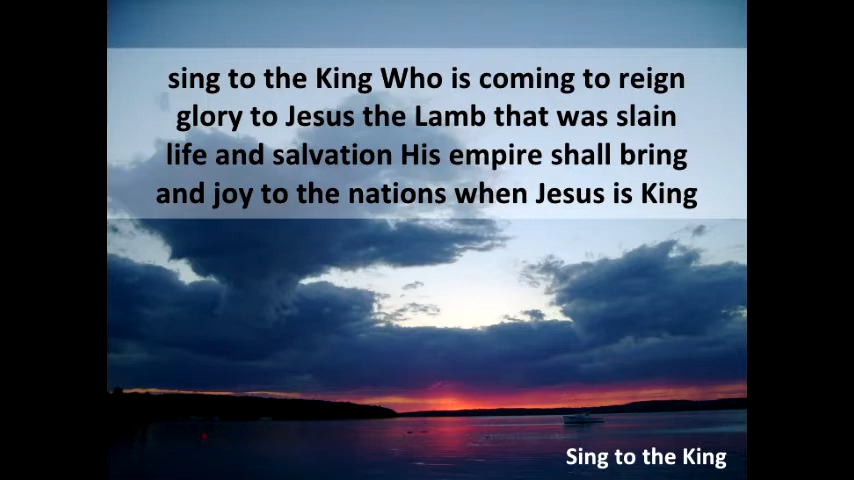 sing to the King Who is coming to reign
glory to Jesus the Lamb that was slain
life and salvation His empire shall bring
and joy to the nations when Jesus is King
Sing to the King